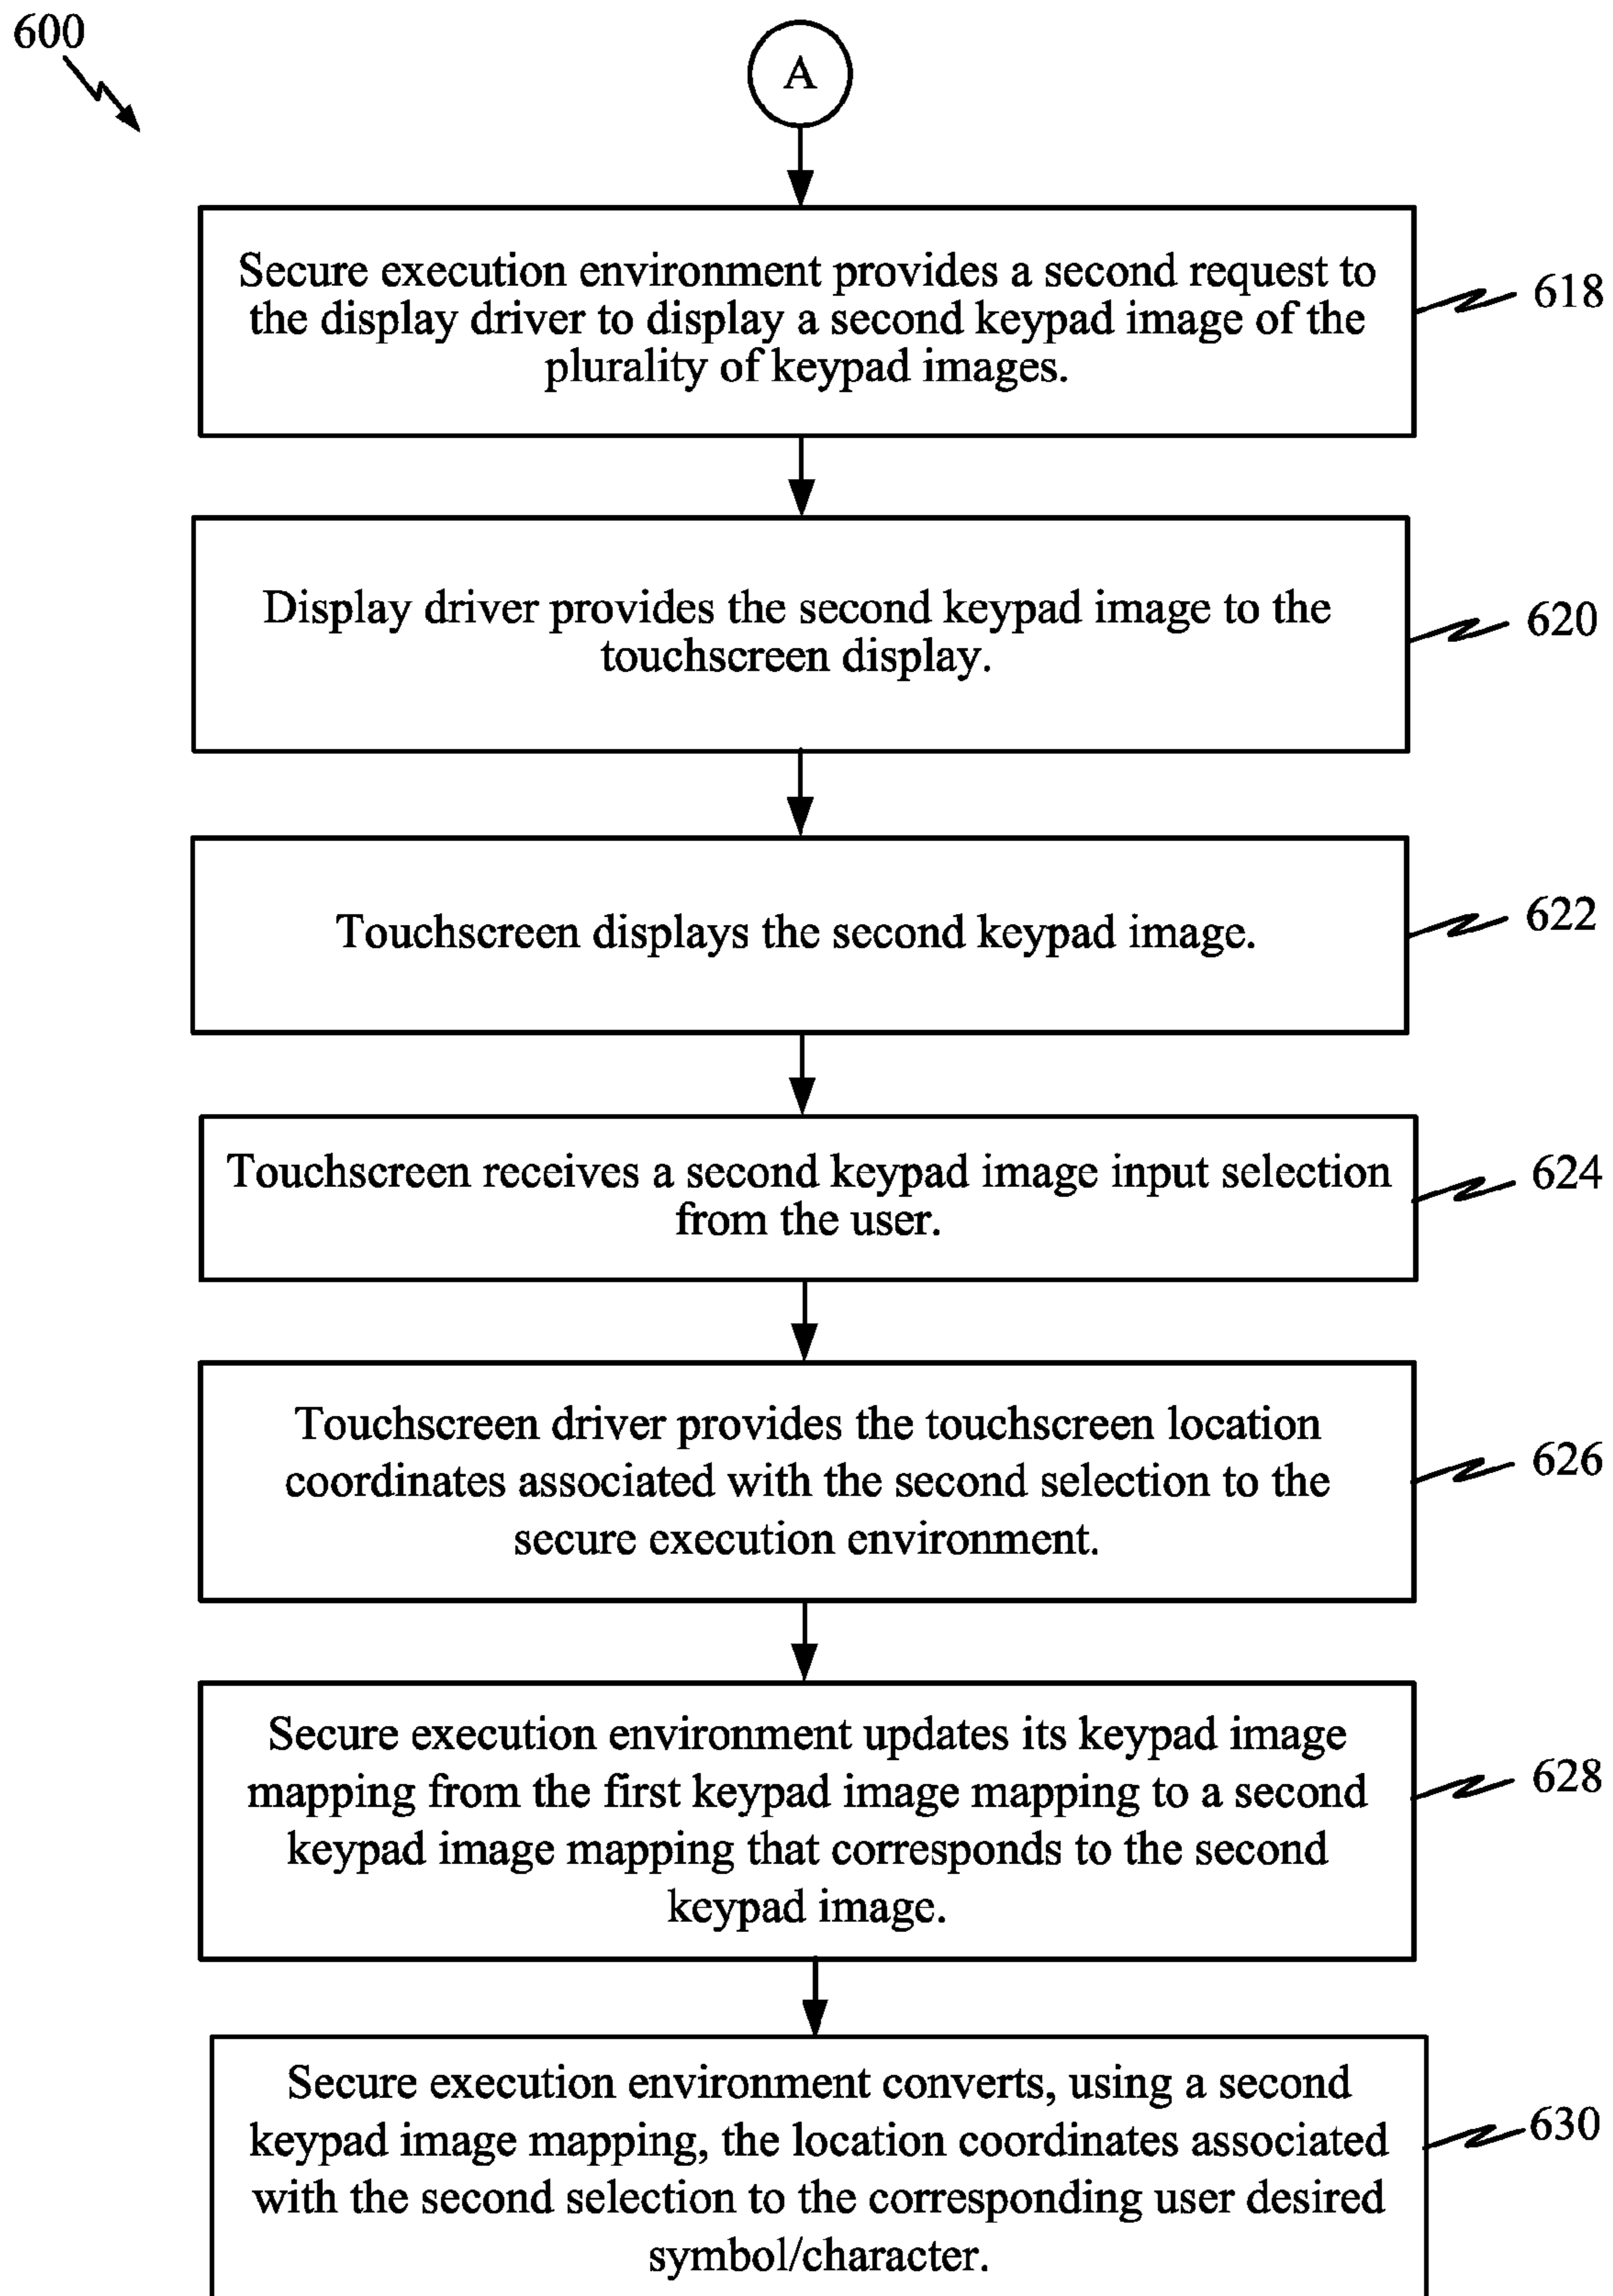 600
A
Secure execution environment provides a second request to
the display driver to display a second keypad image of the
plurality of keypad images.
618
Display driver provides the second keypad image to the
touchscreen display.
620
Touchscreen displays the second keypad image.
622
Touchscreen receives a second keypad image input selection
from the user.
624
Touchscreen driver provides the touchscreen location
coordinates associated with the second selection to the
secure execution environment.
626
Secure execution environment updates its keypad image
mapping from the first keypad image mapping to a second
keypad image mapping that corresponds to the second
keypad image.
628
Secure execution environment converts, using a second
keypad image mapping, the location coordinates associated
with the second selection to the corresponding user desired
symbol/character.
630